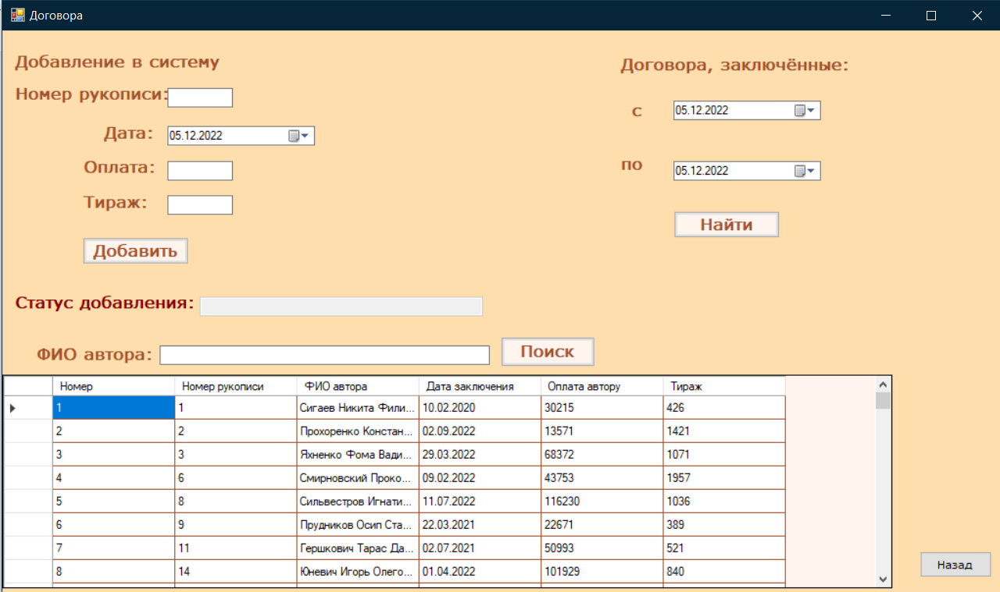 Договора
Добавление в систему
Номер рукописи:
Дата: 05.12.2022
Оплата:
Тираж:
Добавить
Договора, заключённые:
с 05.12.2022
по 05.12.2022
Найти
Статус добавления:
ФИО автора: Поиск
Номер Номер рукописи ФИО автора Дата заключения Оплата автору Тираж
1 1 Сигаев Никита Фили... 10.02.2020 30215 426
2 2 Прохоренко Констан... 02.09.2022 13571 1421
3 3 Яхненко Фома Вади... 29.03.2022 68372 1071
4 6 Смирновский Проко... 09.02.2022 43753 1957
5 8 Сильвестров Игнати... 11.07.2022 116230 1036
6 9 Прудников Осип Ста... 22.03.2021 22671 389
7 11 Гершкович Тарас Да... 02.07.2021 50993 521
8 14 Юневич Игорь Олего... 01.04.2022 101929 840
Назад